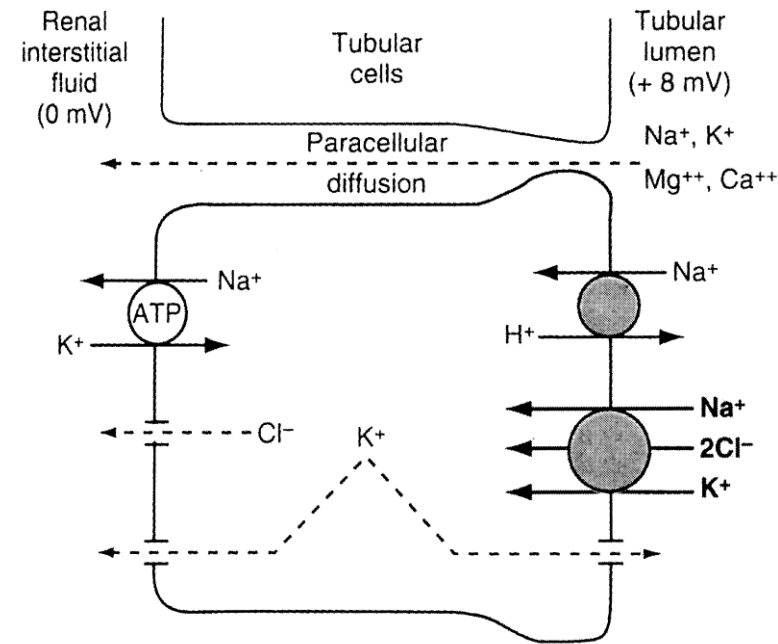 Renal
interstitial
fluid
(0 mV)
Tubular
cells
Tubular
lumen
(+ 8 mV)
Paracellular
diffusion
Na⁺, K⁺
Mg⁺⁺, Ca⁺⁺
Na⁺
ATP
K⁺
Na⁺
H⁺
Cl⁻
K⁺
Na⁺
2Cl⁻
K⁺